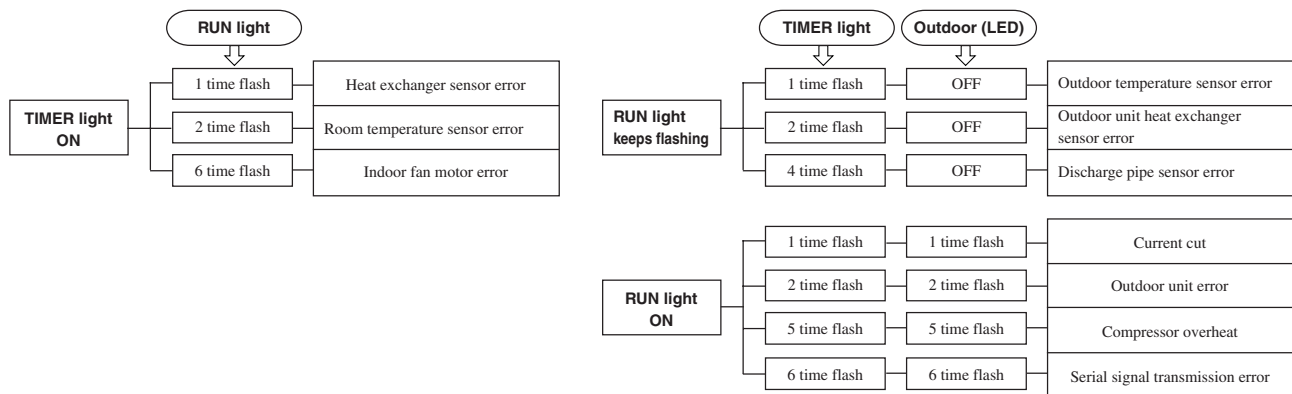 RUN light
TIMER light
ON
1 time flash
Heat exchanger sensor error
2 time flash
Room temperature sensor error
6 time flash
Indoor fan motor error
TIMER light
Outdoor (LED)
RUN light
keeps flashing
1 time flash
OFF
Outdoor temperature sensor error
2 time flash
OFF
Outdoor unit heat exchanger
sensor error
4 time flash
OFF
Discharge pipe sensor error
RUN light
ON
1 time flash
1 time flash
Current cut
2 time flash
2 time flash
Outdoor unit error
5 time flash
5 time flash
Compressor overheat
6 time flash
6 time flash
Serial signal transmission error